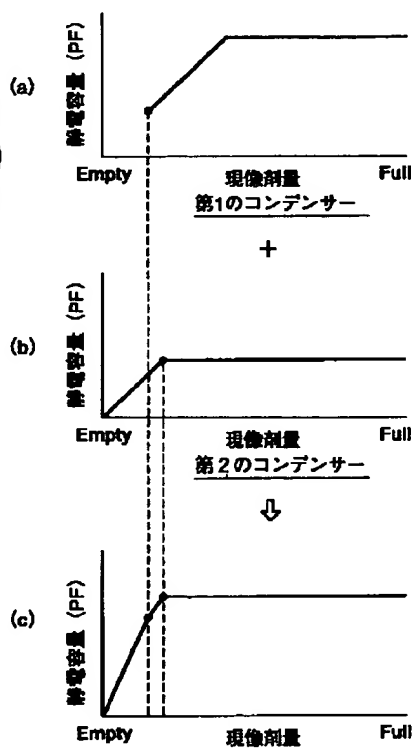 (a)
静電容量 (PF)
Empty 現像剤量 Full
第1のコンデンサー
+
(b)
静電容量 (PF)
Empty 現像剤量 Full
第2のコンデンサー
⇩
(c)
静電容量 (PF)
Empty 現像剤量 Full